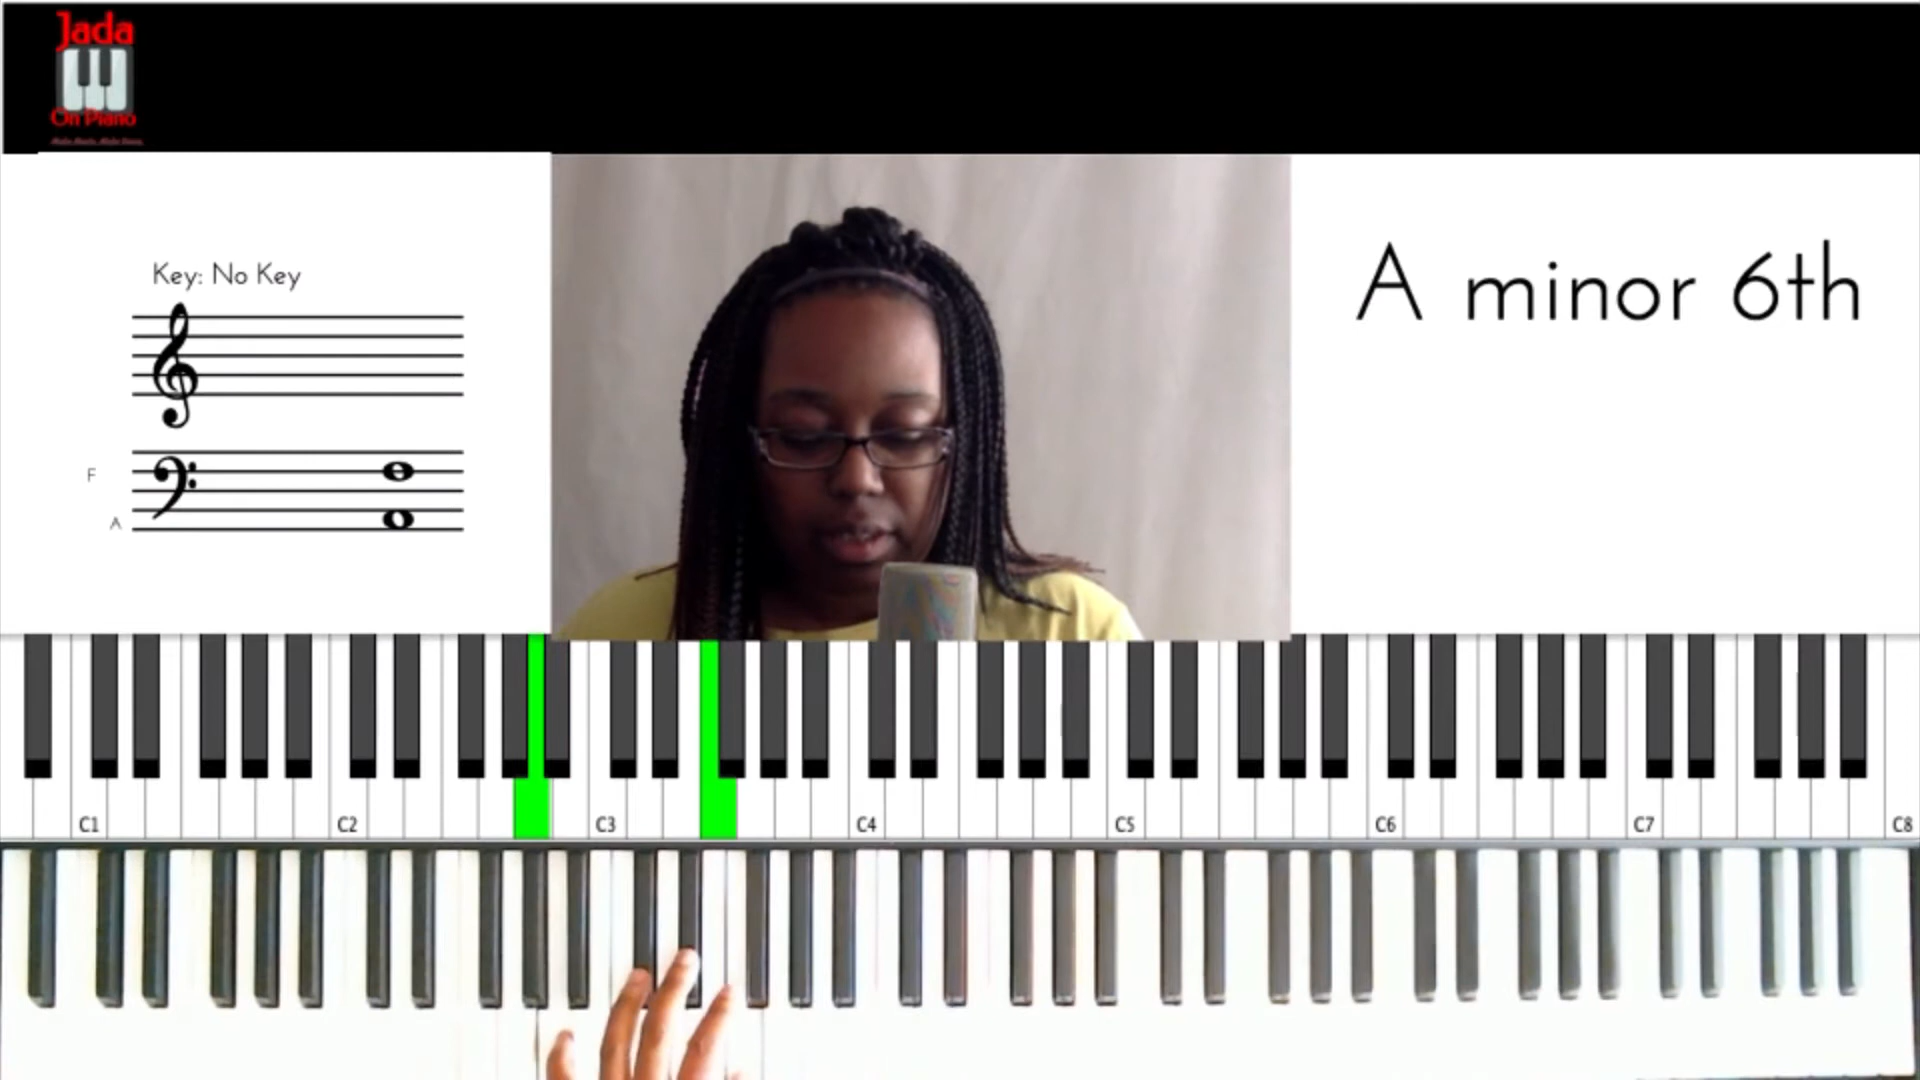 Jada
On Piano
Key: No Key
A minor 6th
F
A
C1 C2 C3 C4 C5 C6 C7 C8